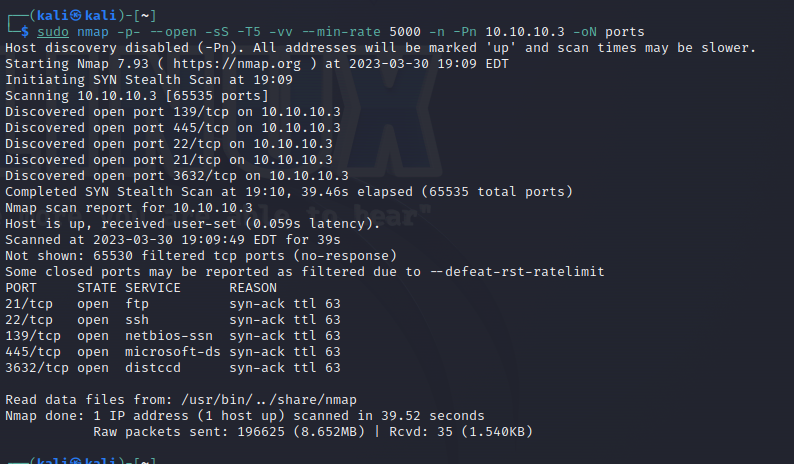 ┌──(kali㉿kali)-[~]
└─$ sudo nmap -p- --open -sS -T5 -vv --min-rate 5000 -n -Pn 10.10.10.3 -oN ports
Host discovery disabled (-Pn). All addresses will be marked 'up' and scan times may be slower.
Starting Nmap 7.93 ( https://nmap.org ) at 2023-03-30 19:09 EDT
Initiating SYN Stealth Scan at 19:09
Scanning 10.10.10.3 [65535 ports]
Discovered open port 139/tcp on 10.10.10.3
Discovered open port 445/tcp on 10.10.10.3
Discovered open port 22/tcp on 10.10.10.3
Discovered open port 21/tcp on 10.10.10.3
Discovered open port 3632/tcp on 10.10.10.3
Completed SYN Stealth Scan at 19:10, 39.46s elapsed (65535 total ports)
Nmap scan report for 10.10.10.3
Host is up, received user-set (0.059s latency).
Scanned at 2023-03-30 19:09:49 EDT for 39s
Not shown: 65530 filtered tcp ports (no-response)
Some closed ports may be reported as filtered due to --defeat-rst-ratelimit
PORT     STATE SERVICE      REASON
21/tcp   open  ftp          syn-ack ttl 63
22/tcp   open  ssh          syn-ack ttl 63
139/tcp  open  netbios-ssn  syn-ack ttl 63
445/tcp  open  microsoft-ds syn-ack ttl 63
3632/tcp open  distccd      syn-ack ttl 63
Read data files from: /usr/bin/../share/nmap
Nmap done: 1 IP address (1 host up) scanned in 39.52 seconds
           Raw packets sent: 196625 (8.652MB) | Rcvd: 35 (1.540KB)
┌──(kali㉿kali)-[~]